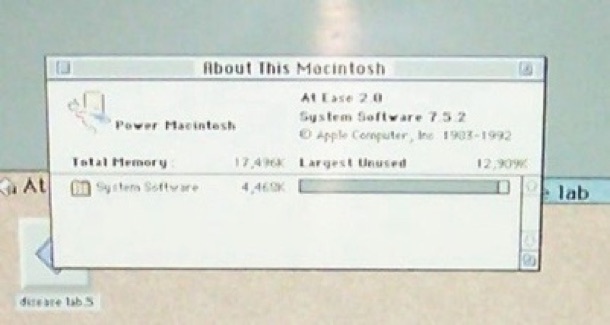 About This Macintosh
At Ease 2.0
System Software 7.5.2
Power Macintosh
© Apple Computer, Inc 1983-1992
Total Memory : 17,496K Largest Unused 12,909K
System Software 4,469K
At
lab
disease lab.5